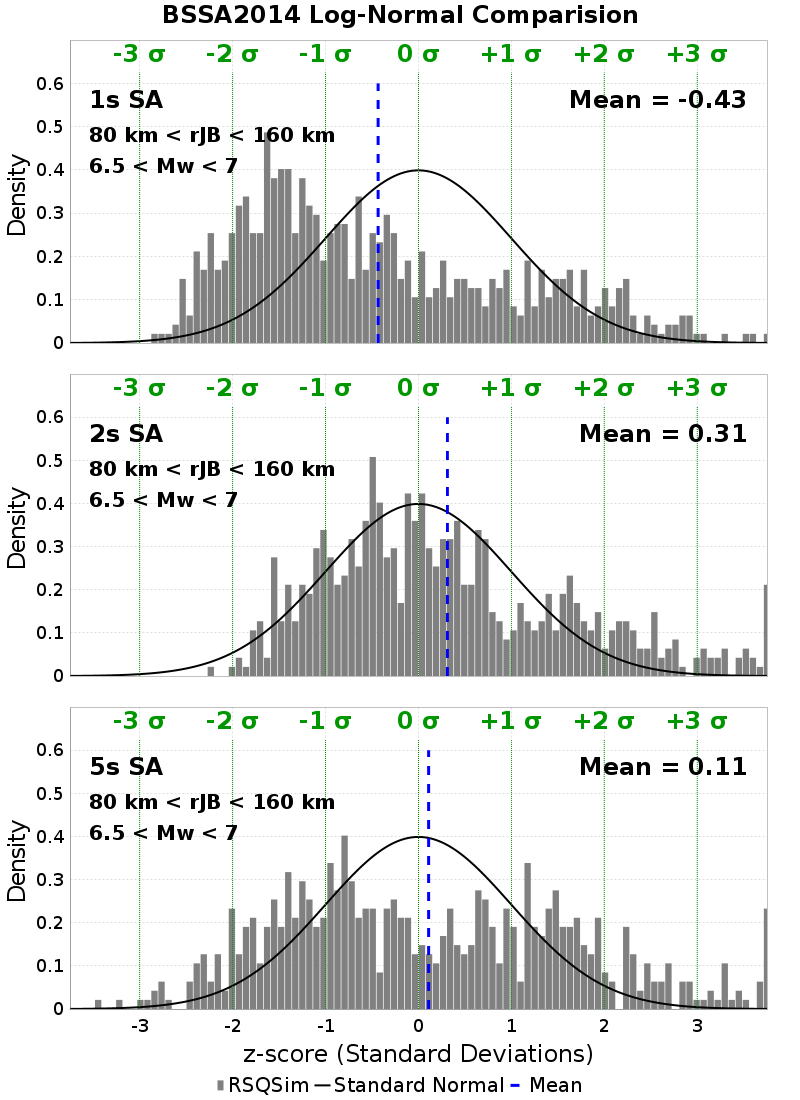 BSSA2014 Log-Normal Comparision
-3 σ -2 σ -1 σ 0 σ +1 σ +2 σ +3 σ
1s SA Mean = -0.43
80 km < rJB < 160 km
6.5 < Mw < 7
0.6
0.5
0.4
0.3
0.2
0.1
0
Density
-3 σ -2 σ -1 σ 0 σ +1 σ +2 σ +3 σ
2s SA Mean = 0.31
80 km < rJB < 160 km
6.5 < Mw < 7
0.6
0.5
0.4
0.3
0.2
0.1
0
Density
-3 σ -2 σ -1 σ 0 σ +1 σ +2 σ +3 σ
5s SA Mean = 0.11
80 km < rJB < 160 km
6.5 < Mw < 7
0.6
0.5
0.4
0.3
0.2
0.1
0
Density
-3 -2 -1 0 1 2 3
z-score (Standard Deviations)
RSQSim Standard Normal Mean